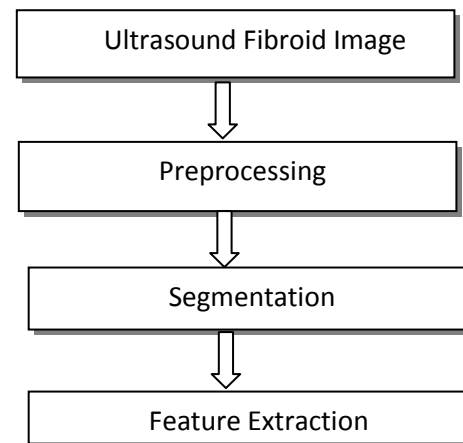 Ultrasound Fibroid Image
Preprocessing
Segmentation
Feature Extraction